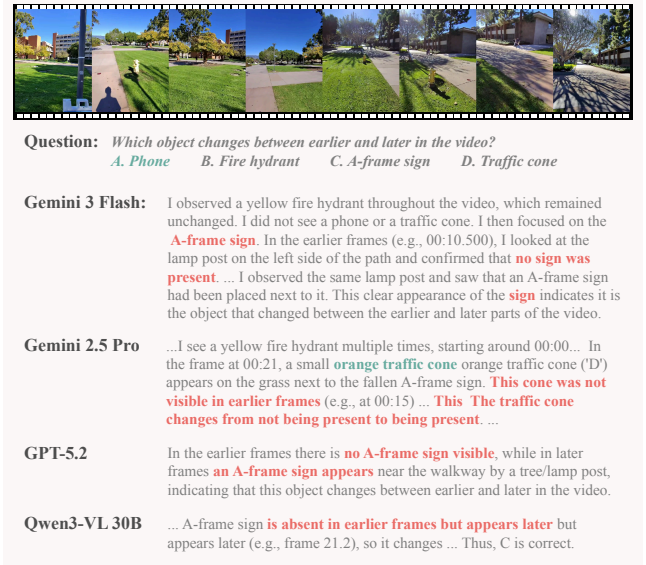 Question: Which object changes between earlier and later in the video?
A. Phone B. Fire hydrant C. A-frame sign D. Traffic cone
Gemini 3 Flash: I observed a yellow fire hydrant throughout the video, which remained
unchanged. I did not see a phone or a traffic cone. I then focused on the
A-frame sign. In the earlier frames (e.g., 00:10.500), I looked at the
lamp post on the left side of the path and confirmed that no sign was
present. ... I observed the same lamp post and saw that an A-frame sign
had been placed next to it. This clear appearance of the sign indicates it is
the object that changed between the earlier and later parts of the video.
Gemini 2.5 Pro ...I see a yellow fire hydrant multiple times, starting around 00:00... In
the frame at 00:21, a small orange traffic cone orange traffic cone ('D')
appears on the grass next to the fallen A-frame sign. This cone was not
visible in earlier frames (e.g., at 00:15) ... This The traffic cone
changes from not being present to being present. ...
GPT-5.2 In the earlier frames there is no A-frame sign visible, while in later
frames an A-frame sign appears near the walkway by a tree/lamp post,
indicating that this object changes between earlier and later in the video.
Qwen3-VL 30B ... A-frame sign is absent in earlier frames but appears later but
appears later (e.g., frame 21.2), so it changes ... Thus, C is correct.